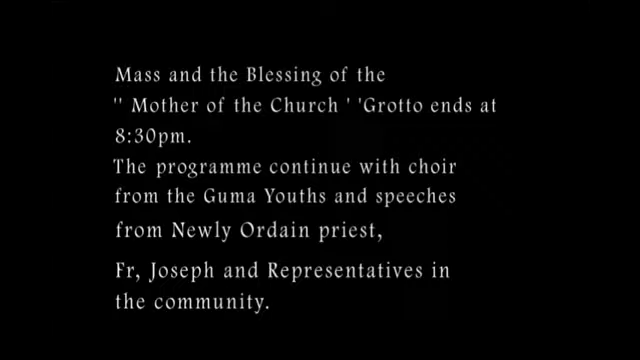 Mass and the Blessing of the
'' Mother of the Church ' 'Grotto ends at
8:30pm.
The programme continue with choir
from the Guma Youths and speeches
from Newly Ordain priest,
Fr, Joseph and Representatives in
the community.